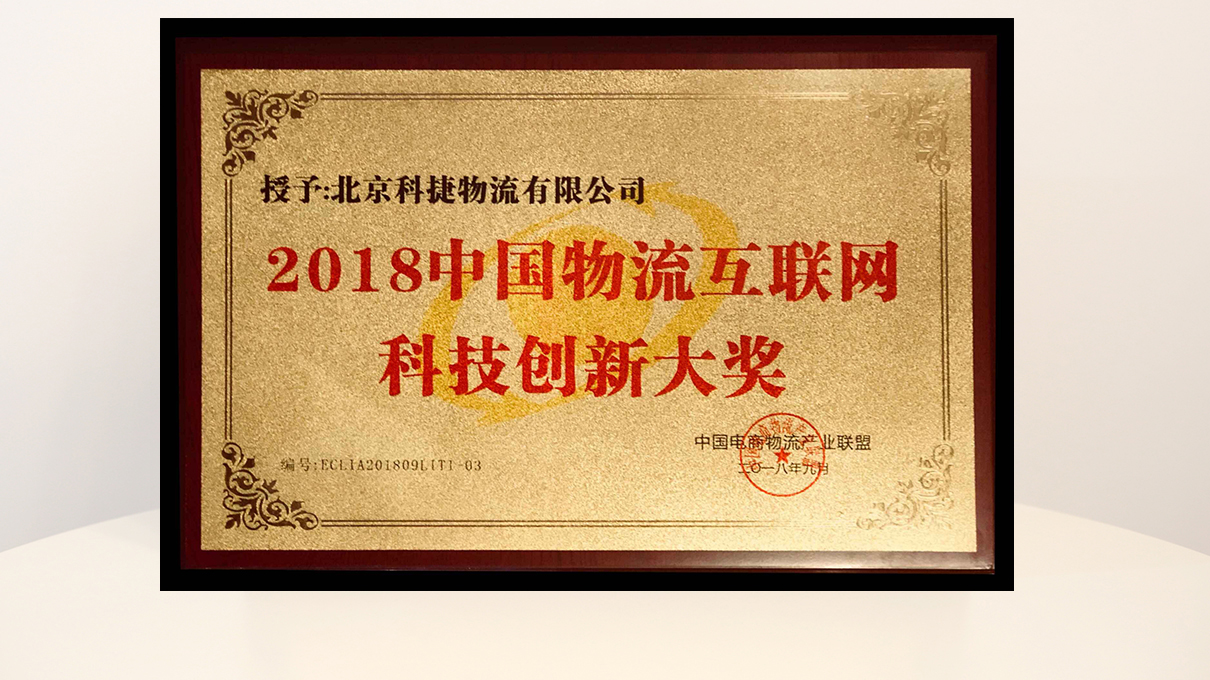 授予:北京科捷物流有限公司
2018中国物流互联网
科技创新大奖
中国电商物流产业联盟
二〇一八年九月
编号:ECLIA201809LITI-03